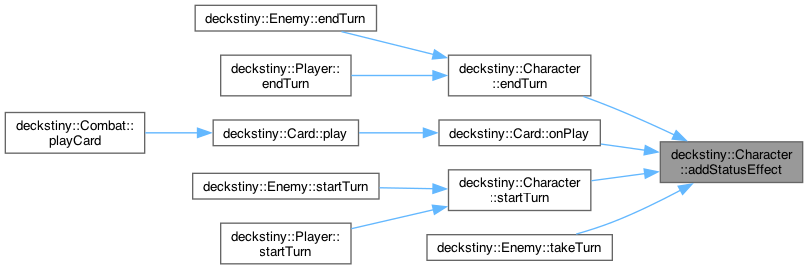 deckstiny::Enemy::endTurn
deckstiny::Player::
endTurn
deckstiny::Character
::endTurn
deckstiny::Combat::
playCard
deckstiny::Card::play
deckstiny::Card::onPlay
deckstiny::Character
::addStatusEffect
deckstiny::Enemy::startTurn
deckstiny::Character
::startTurn
deckstiny::Player::
startTurn
deckstiny::Enemy::takeTurn